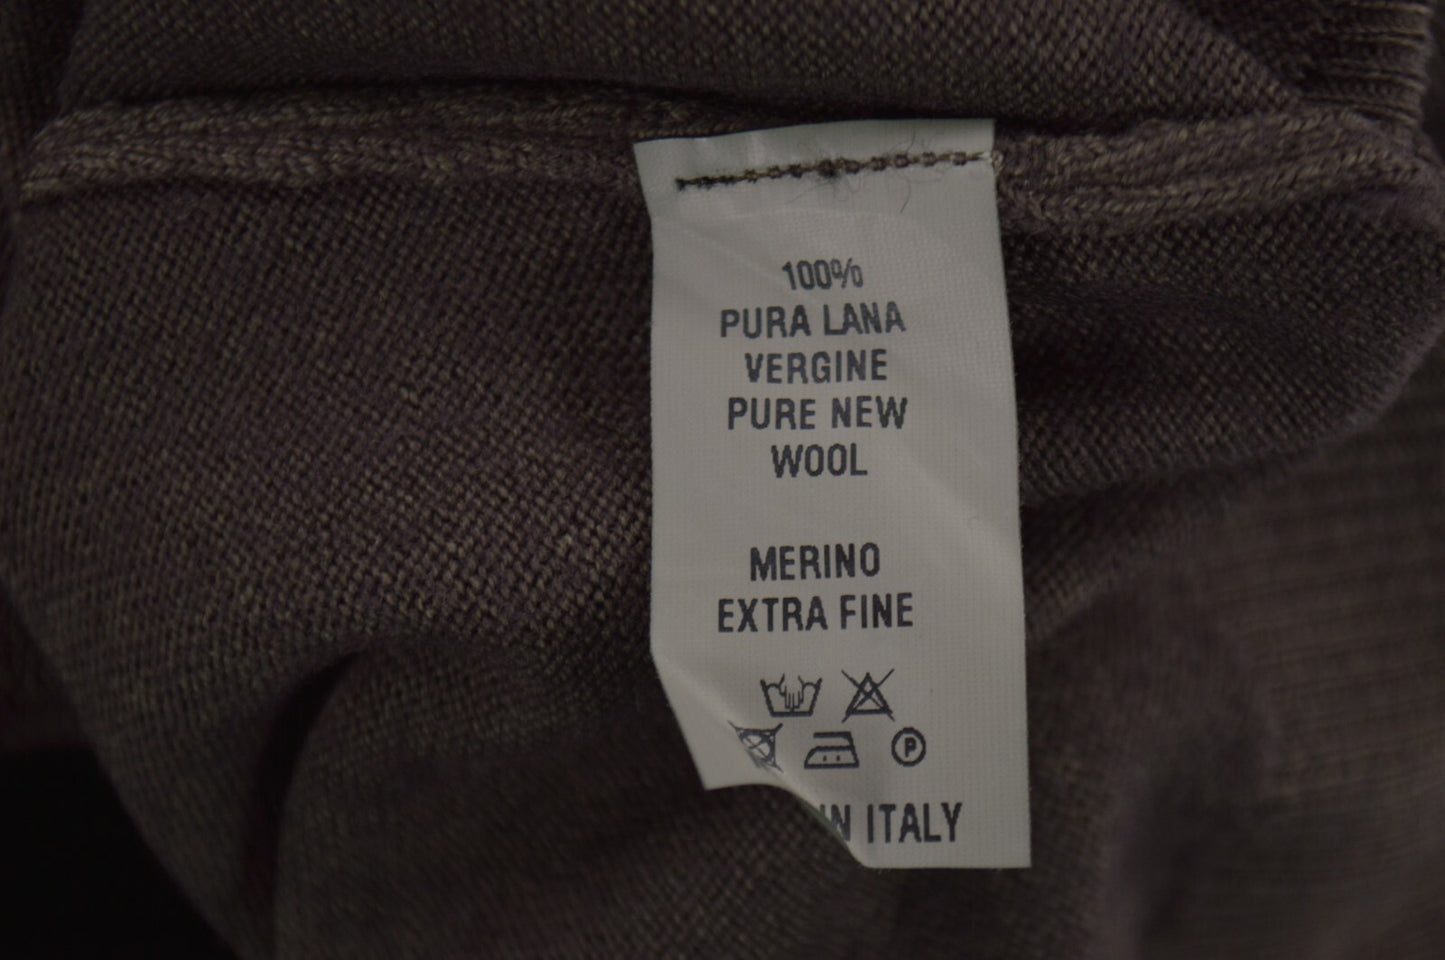 100%
PURA LANA
VERGINE
PURE NEW
WOOL
MERINO
EXTRA FINE
P
ITALY